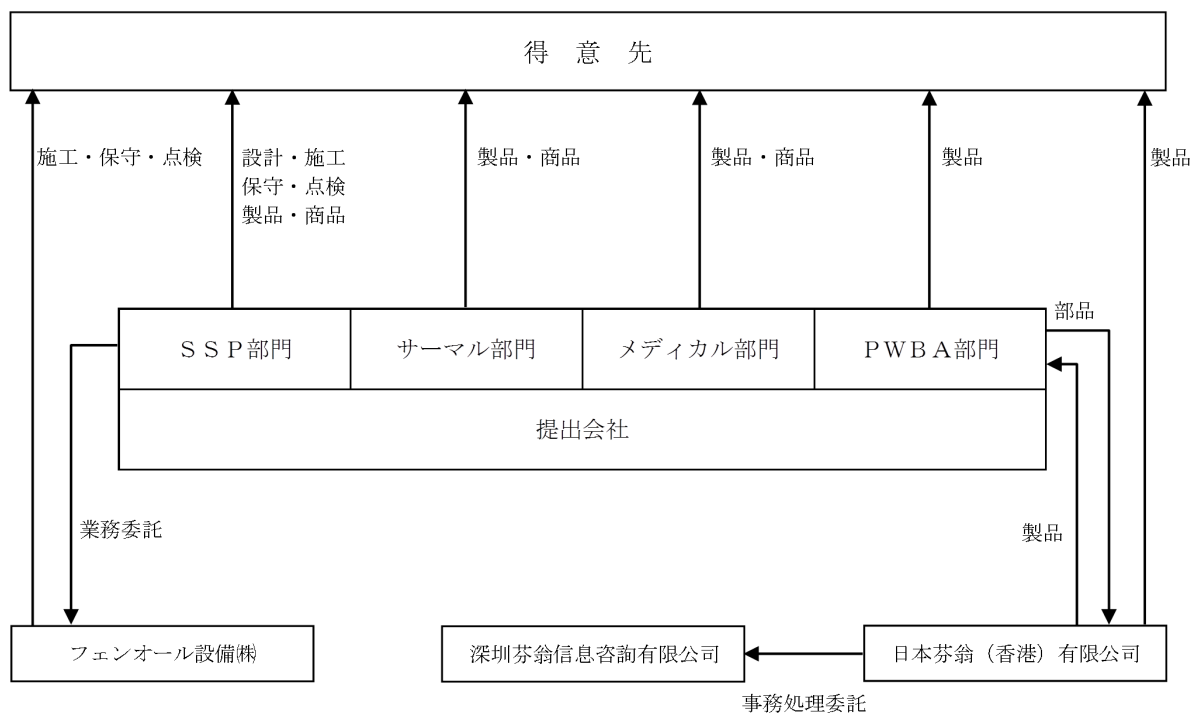 得　意　先
施工・保守・点検
設計・施工
保守・点検
製品・商品
製品・商品
製品・商品
製品
製品
部品
ＳＳＰ部門
サーマル部門
メディカル部門
ＰＷＢＡ部門
提出会社
業務委託
製品
フェンオール設備㈱
深圳芬翁信息咨詢有限公司
日本芬翁（香港）有限公司
事務処理委託